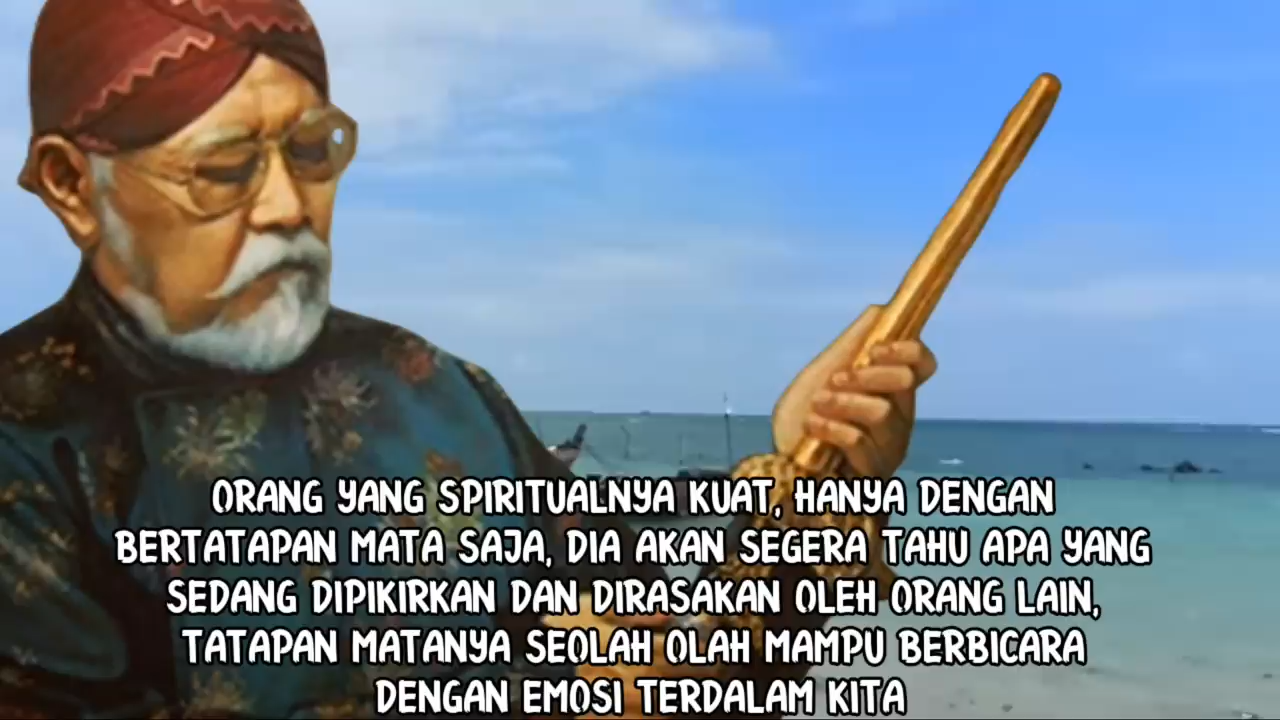 ORANG YANG SPIRITUALNYA KUAT, HANYA DENGAN
BERTATAPAN MATA SAJA, DIA AKAN SEGERA TAHU APA YANG
SEDANG DIPIKIRKAN DAN DIRASAKAN OLEH ORANG LAIN,
TATAPAN MATANYA SEOLAH OLAH MAMPU BERBICARA
DENGAN EMOSI TERDALAM KITA